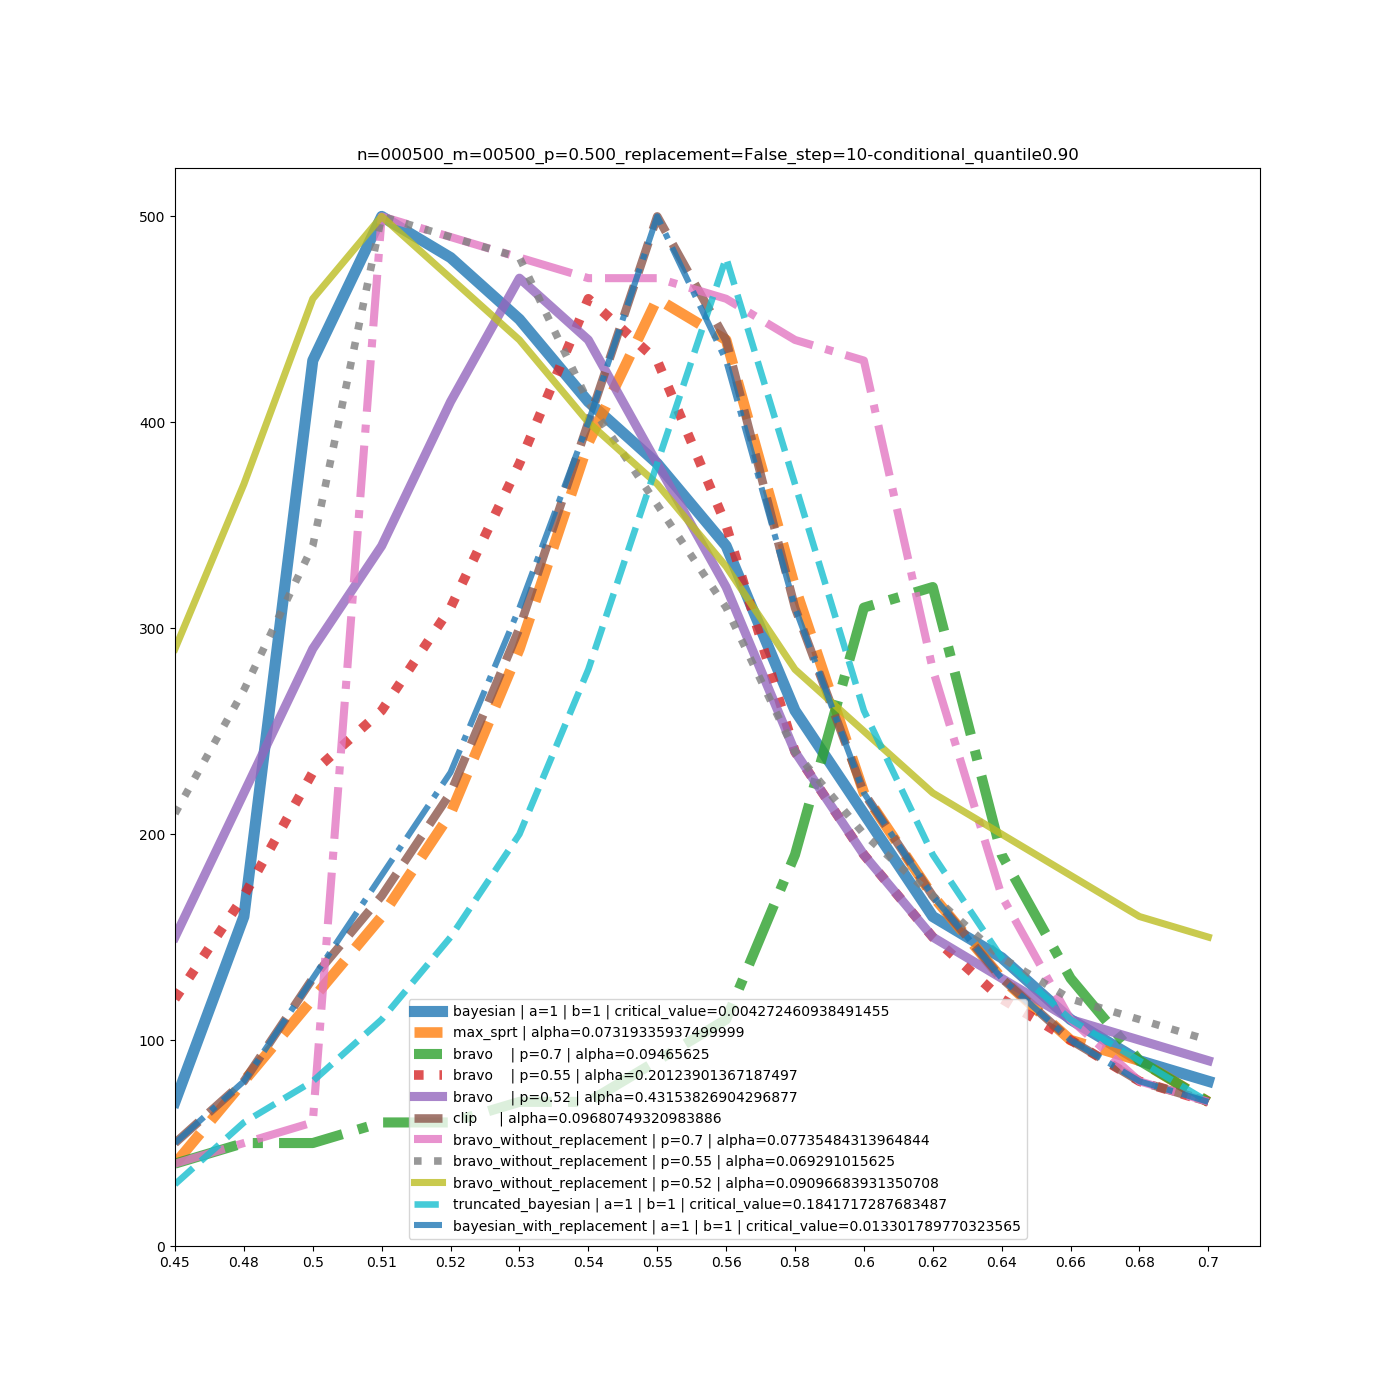 n=000500_m=00500_p=0.500_replacement=False_step=10-conditional_quantile0.90
500
400
300
200
100
0
bayesian | a=1 | b=1 | critical_value=0.004272460938491455
max_sprt | alpha=0.07319335937499999
bravo | p=0.7 | alpha=0.09465625
bravo | p=0.55 | alpha=0.20123901367187497
bravo | p=0.52 | alpha=0.43153826904296877
clip | alpha=0.09680749320983886
bravo_without_replacement | p=0.7 | alpha=0.07735484313964844
bravo_without_replacement | p=0.55 | alpha=0.069291015625
bravo_without_replacement | p=0.52 | alpha=0.09096683931350708
truncated_bayesian | a=1 | b=1 | critical_value=0.1841717287683487
bayesian_with_replacement | a=1 | b=1 | critical_value=0.013301789770323565
0.45 0.48 0.5 0.51 0.52 0.53 0.54 0.55 0.56 0.58 0.6 0.62 0.64 0.66 0.68 0.7